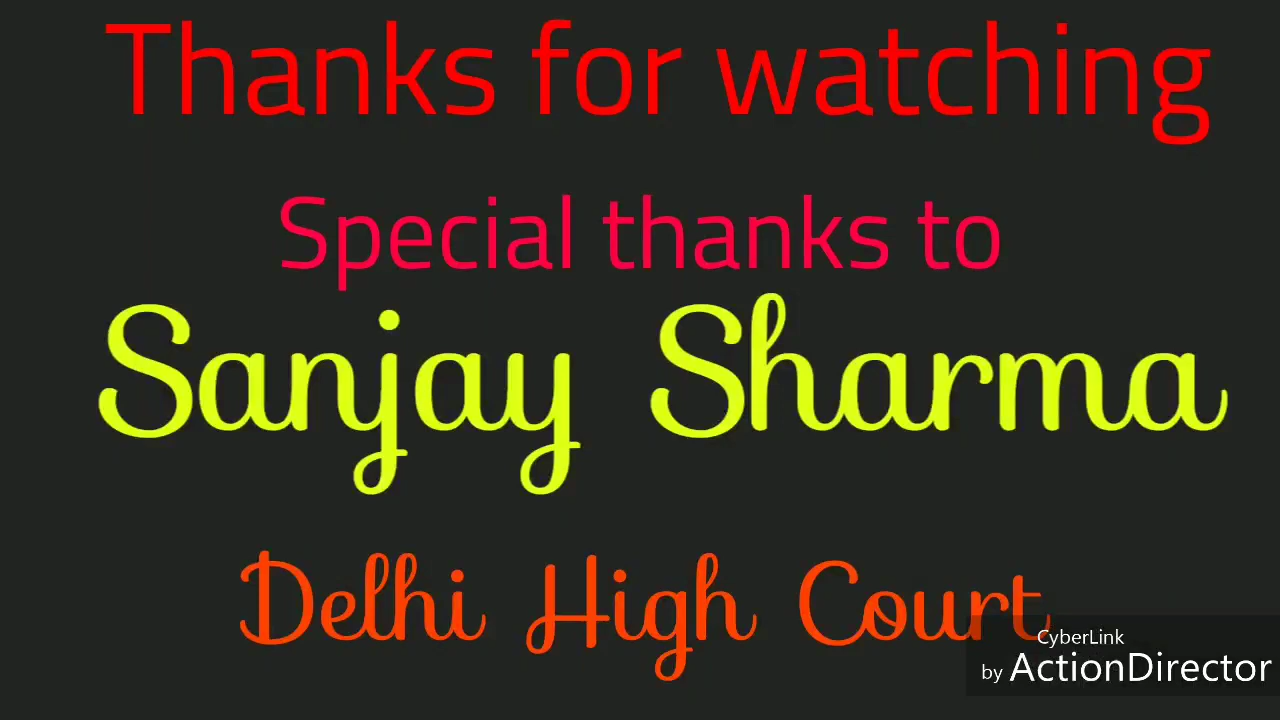 Thanks for watching
Special thanks to
Sanjay Sharma
Delhi High Court
CyberLink
by ActionDirector